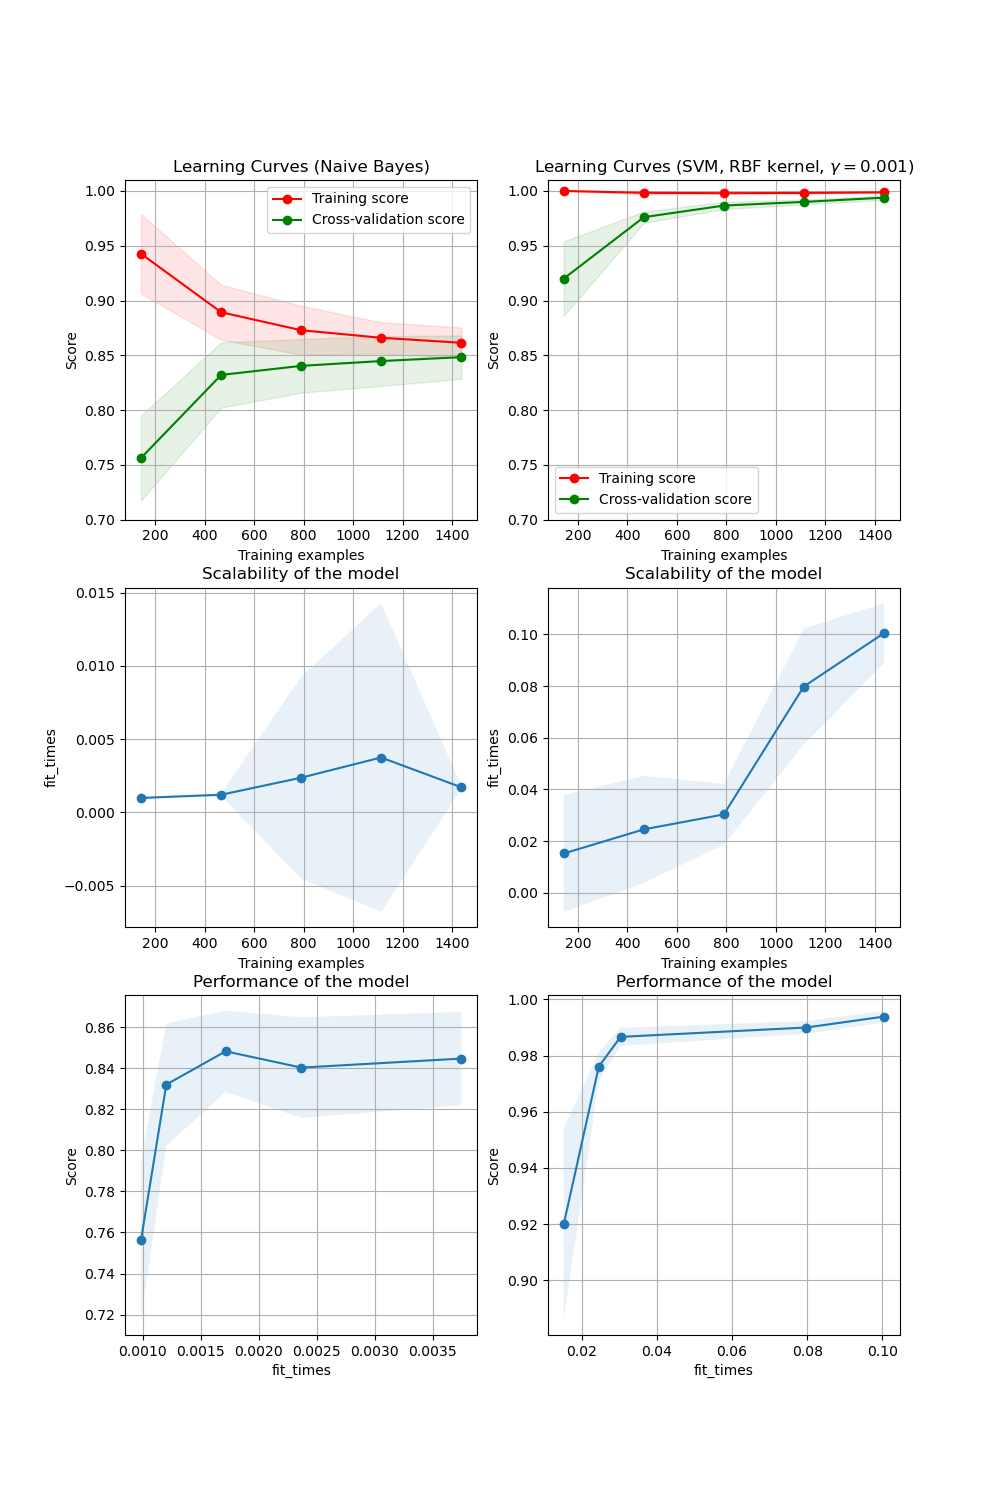 Learning Curves (Naive Bayes)
1.00
0.95
0.90
0.85
0.80
0.75
0.70
Score
Training score
Cross-validation score
200 400 600 800 1000 1200 1400
Training examples
Learning Curves (SVM, RBF kernel, γ = 0.001)
1.00
0.95
0.90
0.85
0.80
0.75
0.70
Score
Training score
Cross-validation score
200 400 600 800 1000 1200 1400
Training examples
Scalability of the model
0.015
0.010
0.005
0.000
−0.005
fit_times
200 400 600 800 1000 1200 1400
Training examples
Scalability of the model
0.10
0.08
0.06
0.04
0.02
0.00
fit_times
200 400 600 800 1000 1200 1400
Training examples
Performance of the model
0.86
0.84
0.82
0.80
0.78
0.76
0.74
0.72
Score
0.0010 0.0015 0.0020 0.0025 0.0030 0.0035
fit_times
Performance of the model
1.00
0.98
0.96
0.94
0.92
0.90
Score
0.02 0.04 0.06 0.08 0.10
fit_times